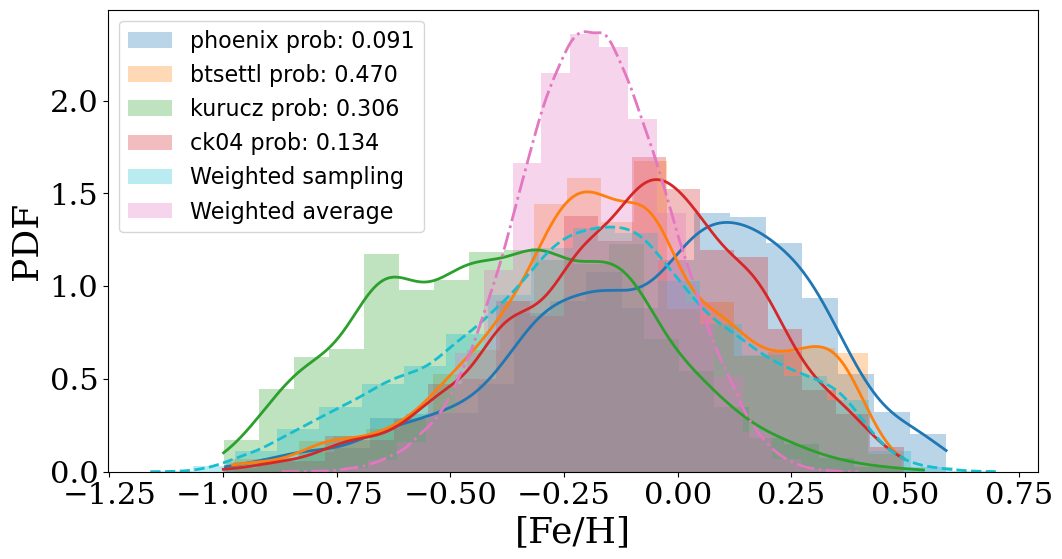 phoenix prob: 0.091
btsettl prob: 0.470
kurucz prob: 0.306
ck04 prob: 0.134
Weighted sampling
Weighted average
PDF
2.0
1.5
1.0
0.5
0.0
−1.25 −1.00 −0.75 −0.50 −0.25 0.00 0.25 0.50 0.75
[Fe/H]